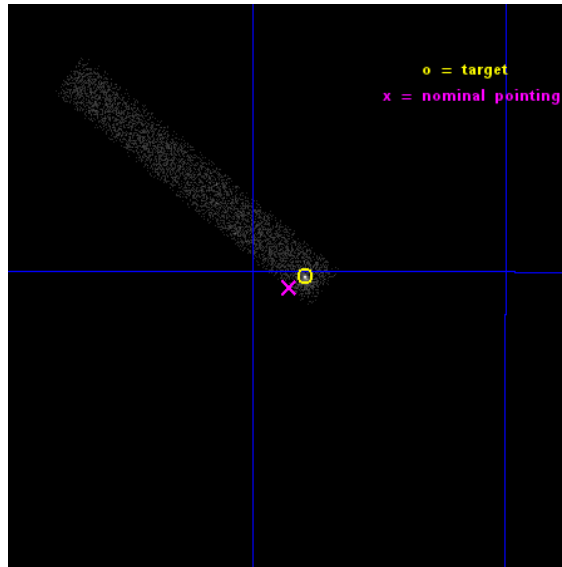 o = target
x = nominal pointing